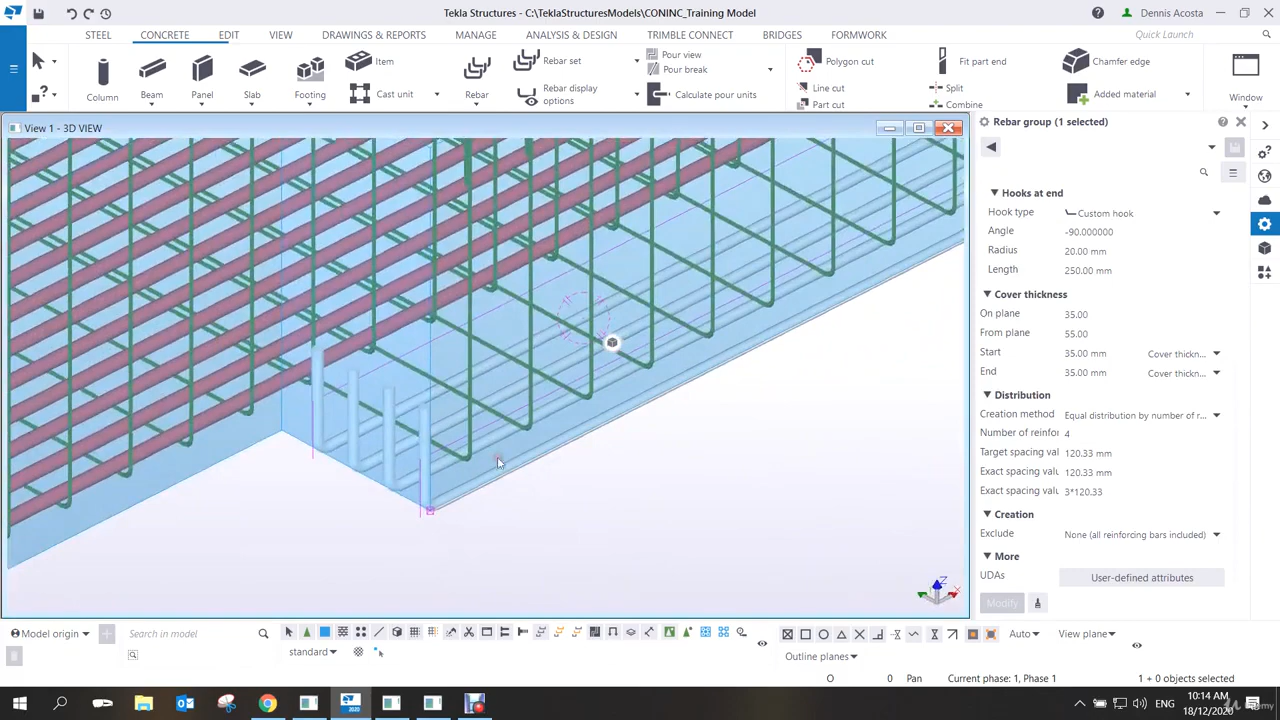 Tekla Structures - C:\TeklaStructuresModels\CONINC_Training Model
Dennis Acosta
STEEL CONCRETE EDIT VIEW DRAWINGS & REPORTS MANAGE ANALYSIS & DESIGN TRIMBLE CONNECT BRIDGES FORMWORK Quick Launch
Column Beam Panel Slab Footing Item Cast unit Rebar Rebar set Rebar display options
Pour view
Pour break
Calculate pour units
Polygon cut Fit part end Chamfer edge
Line cut Split Added material
Part cut Combine
Window
View 1 - 3D VIEW
Rebar group (1 selected)
Hooks at end
Hook type Custom hook
Angle -90.000000
Radius 20.00 mm
Length 250.00 mm
Cover thickness
On plane 35.00
From plane 55.00
Start 35.00 mm Cover thickn...
End 35.00 mm Cover thickn...
Distribution
Creation method Equal distribution by number of r...
Number of reinfor 4
Target spacing val 120.33 mm
Exact spacing valu 120.33 mm
Exact spacing valu 3*120.33
Creation
Exclude None (all reinforcing bars included)
More
UDAs User-defined attributes
Modify
Z
Model origin Search in model
Auto View plane
standard
Outline planes
O 0 Pan Current phase: 1, Phase 1 1 + 0 objects selected
2020
ENG
10:14 AM
18/12/2020